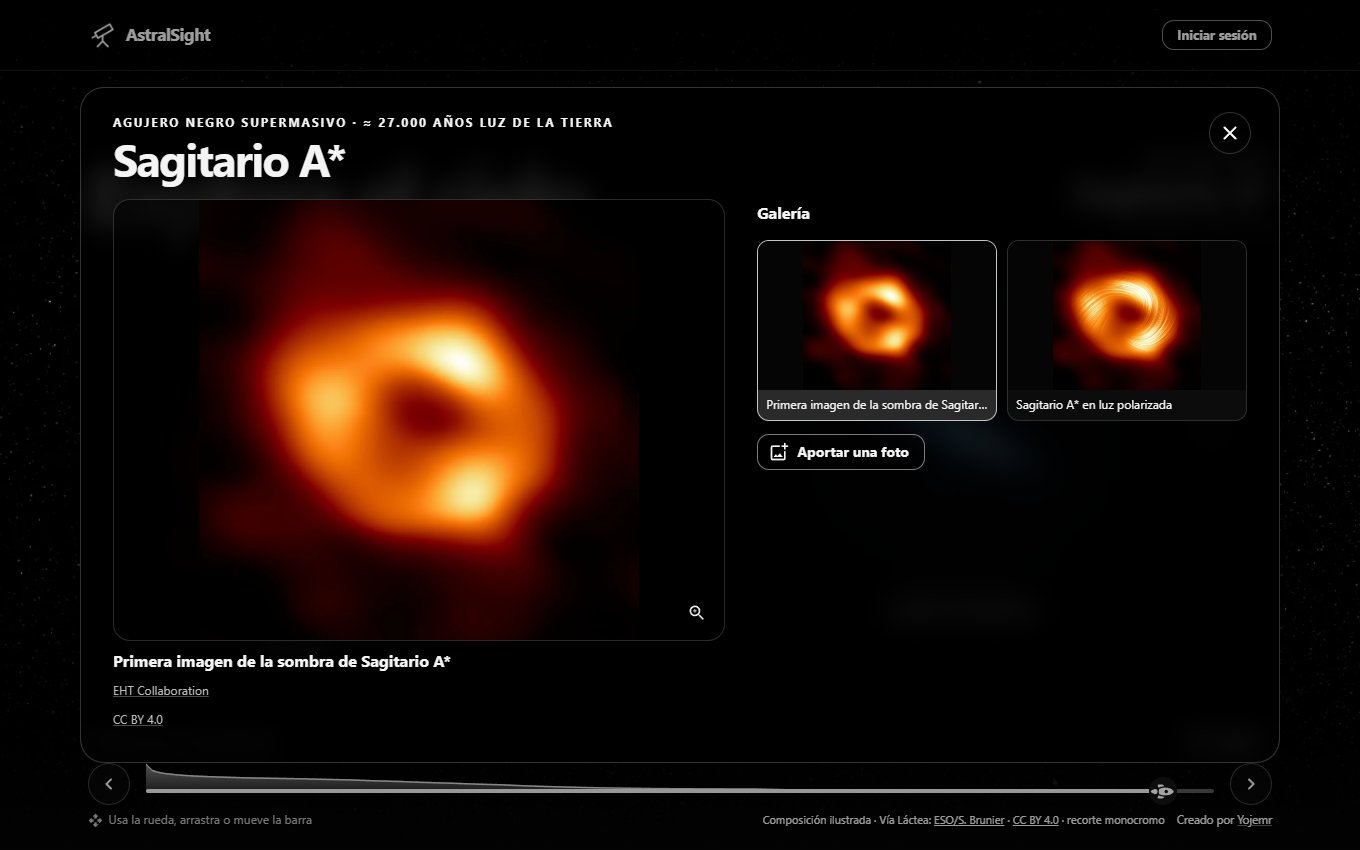 AstralSight
Iniciar sesión
AGUJERO NEGRO SUPERMASIVO · ≈ 27.000 AÑOS LUZ DE LA TIERRA
Sagitario A*
Galería
Primera imagen de la sombra de Sagitar...
Sagitario A* en luz polarizada
Aportar una foto
Primera imagen de la sombra de Sagitario A*
EHT Collaboration
CC BY 4.0
Usa la rueda, arrastra o mueve la barra
Composición ilustrada · Vía Láctea: ESO/S. Brunier · CC BY 4.0 · recorte monocromo Creado por Yojemr